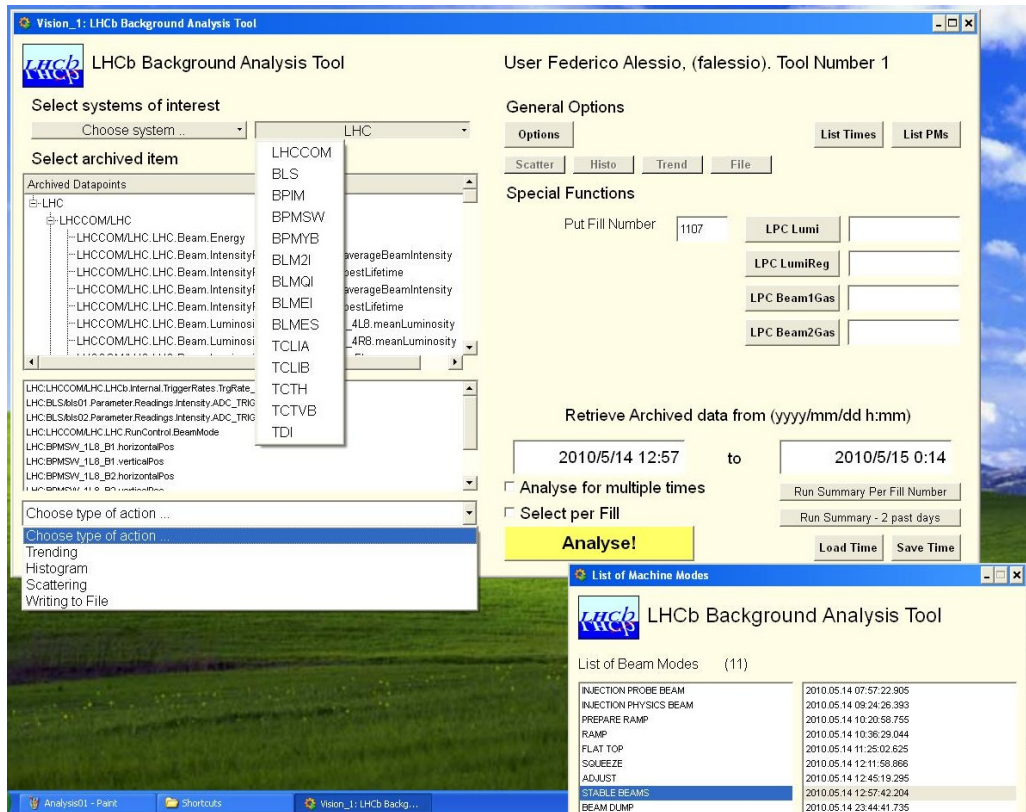 Vision_1: LHCb Background Analysis Tool
LHCb
LHCb Background Analysis Tool
User Federico Alessio, (falessio). Tool Number 1
Select systems of interest
Choose system ..
LHC
LHCCOM
BLS
BPIM
BPMSW
BPMYB
BLM2I
BLMQI
BLMEI
BLMES
TCLIA
TCLIB
TCTH
TCTVB
TDI
Select archived item
Archived Datapoints
LHC
LHCCOM/LHC
LHCCOM/LHC.LHC.Beam.Energy
LHCCOM/LHC.LHC.Beam.Intensity averageBeamIntensity
LHCCOM/LHC.LHC.Beam.Intensity bestLifetime
LHCCOM/LHC.LHC.Beam.Intensity averageBeamIntensity
LHCCOM/LHC.LHC.Beam.Intensity bestLifetime
LHCCOM/LHC.LHC.Beam.Luminosi _4L8.meanLuminosity
LHCCOM/LHC.LHC.Beam.Luminosi _4R8.meanLuminosity
LHC:LHCCOM/LHC.LHCb.Internal.TriggerRates.TrgRate_
LHC:BLS/bls01.Parameter.Readings.Intensity.ADC_TRIG
LHC:BLS/bls02.Parameter.Readings.Intensity.ADC_TRIG
LHC:LHCCOM/LHC.LHC.RunControl.BeamMode
LHC:BPMSW_1L8_B1.horizontalPos
LHC:BPMSW_1L8_B1.verticalPos
LHC:BPMSW_1L8_B2.horizontalPos
Choose type of action ...
Choose type of action ...
Trending
Histogram
Scattering
Writing to File
General Options
Options
List Times
List PMs
Scatter
Histo
Trend
File
Special Functions
Put Fill Number
1107
LPC Lumi
LPC LumiReg
LPC Beam1Gas
LPC Beam2Gas
Retrieve Archived data from (yyyy/mm/dd h:mm)
2010/5/14 12:57 to 2010/5/15 0:14
Analyse for multiple times
Run Summary Per Fill Number
Select per Fill
Run Summary - 2 past days
Analyse!
Load Time
Save Time
List of Machine Modes
LHCb
LHCb Background Analysis Tool
List of Beam Modes (11)
INJECTION PROBE BEAM 2010.05.14 07:57:22.905
INJECTION PHYSICS BEAM 2010.05.14 09:24:26.393
PREPARE RAMP 2010.05.14 10:20:58.755
RAMP 2010.05.14 10:36:29.044
FLAT TOP 2010.05.14 11:25:02.625
SQUEEZE 2010.05.14 12:11:58.866
ADJUST 2010.05.14 12:45:19.295
STABLE BEAMS 2010.05.14 12:57:42.204
BEAM DUMP 2010.05.14 23:44:41.735
Analysis01 - Paint
Shortcuts
Vision_1: LHCb Backg...